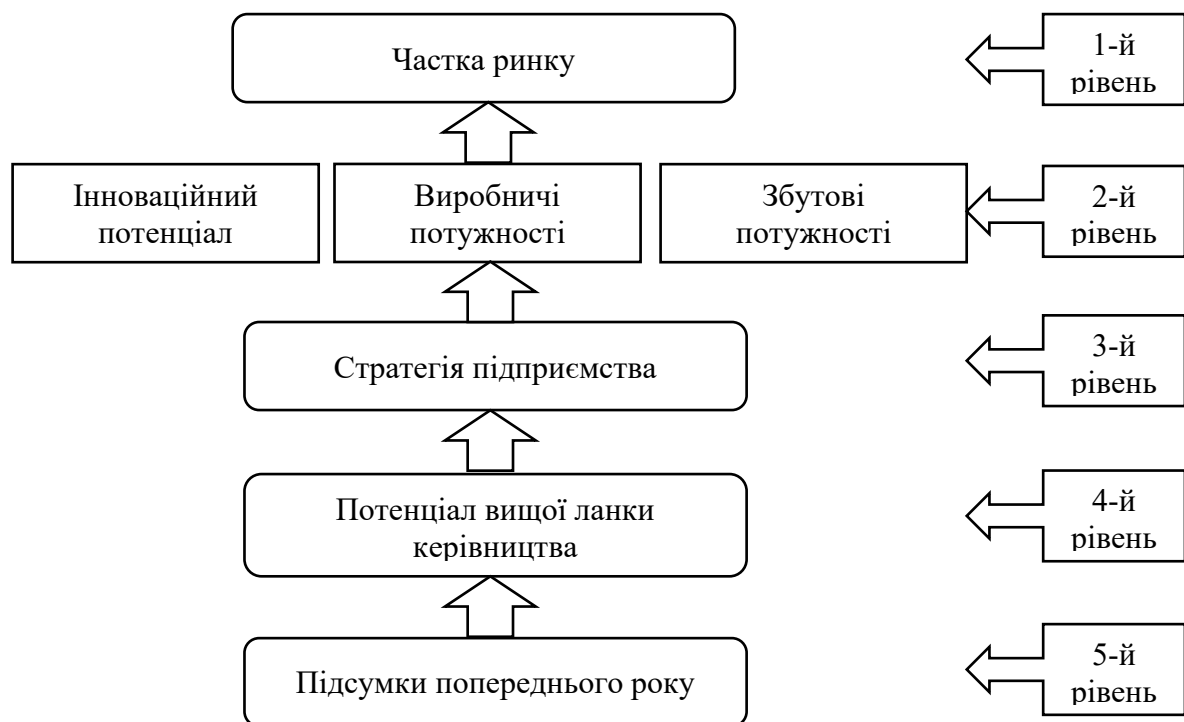 Частка ринку
1-й
рівень
Інноваційний
потенціал
Виробничі
потужності
Збутові
потужності
2-й
рівень
Стратегія підприємства
3-й
рівень
Потенціал вищої ланки
керівництва
4-й
рівень
Підсумки попереднього року
5-й
рівень